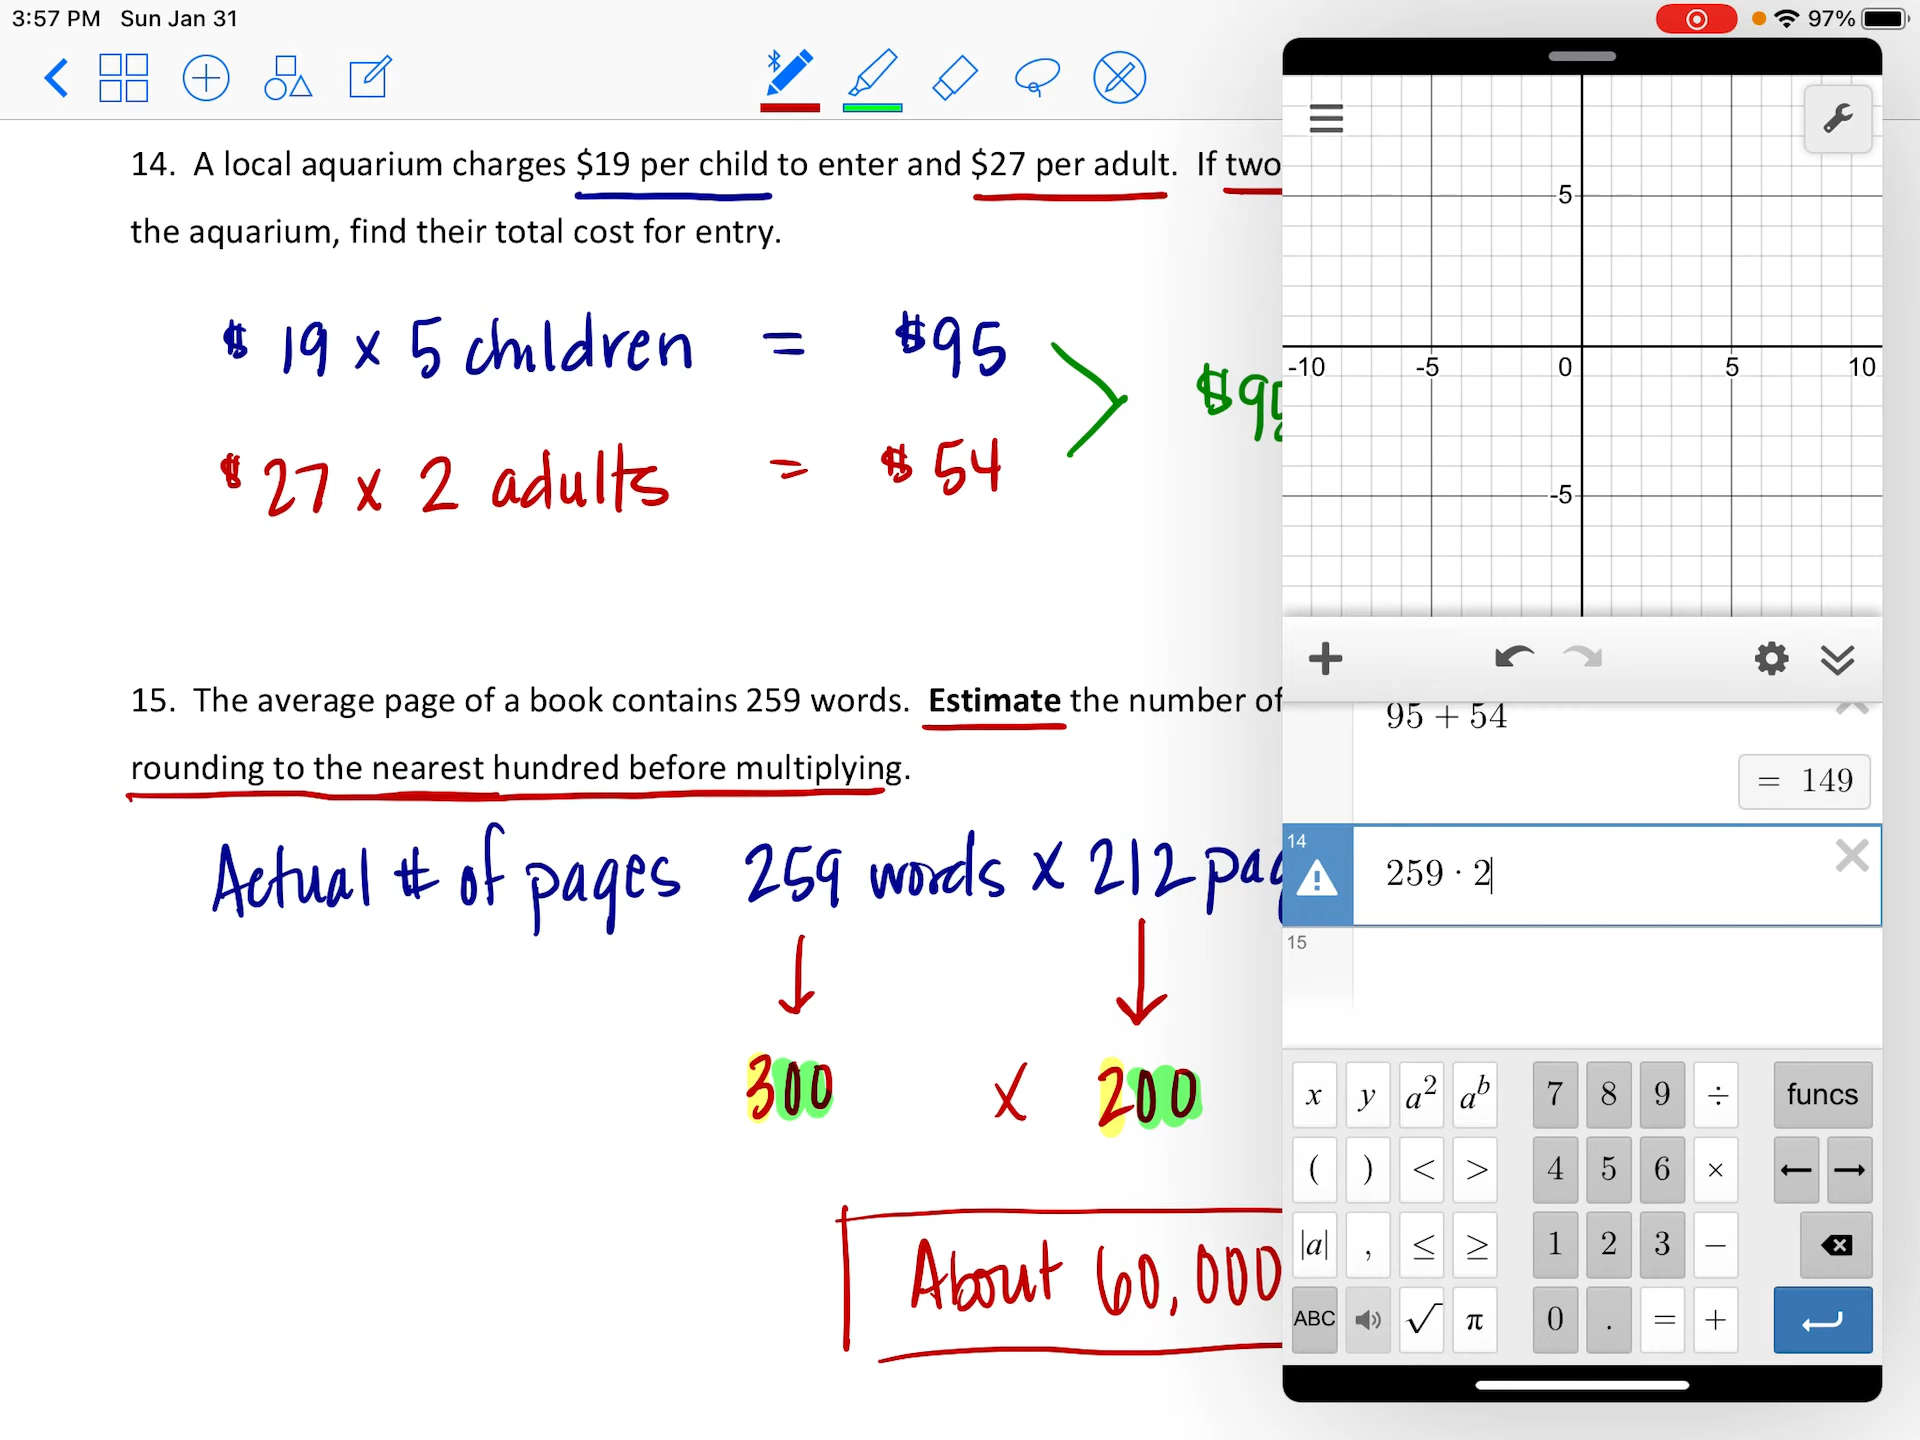 3:57 PM Sun Jan 31
97%
14. A local aquarium charges $19 per child to enter and $27 per adult. If two
the aquarium, find their total cost for entry.
$ 19 x 5 children = $95
$ 27 x 2 adults = $ 54
15. The average page of a book contains 259 words. Estimate the number of
rounding to the nearest hundred before multiplying.
Actual # of pages 259 words x 212
300 x 200
About 60,000
5
-10 -5 0 5 10
-5
95 + 54
= 149
14
259 · 2
15
x y a² aᵇ 7 8 9 ÷ funcs
( ) < > 4 5 6 × ← →
|a| , ≤ ≥ 1 2 3 −
ABC √ π 0 . = +